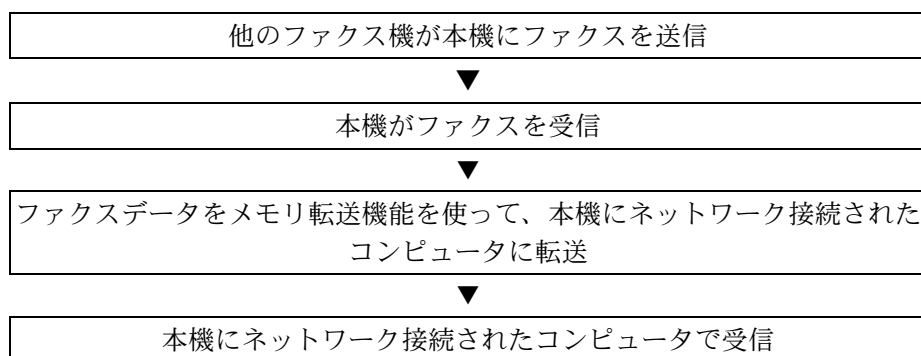 他のファクス機が本機にファクスを送信
▼
本機がファクスを受信
▼
ファクスデータをメモリ転送機能を使って、本機にネットワーク接続された
コンピュータに転送
▼
本機にネットワーク接続されたコンピュータで受信